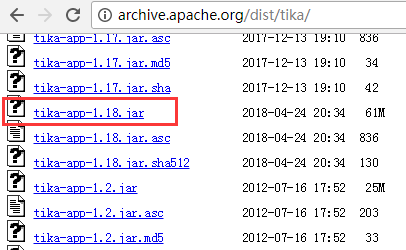 archive.apache.org/dist/tika/
tika-app-1.17.jar.asc 2017-12-13 19:10 836
tika-app-1.17.jar.md5 2017-12-13 19:10 34
tika-app-1.17.jar.sha 2017-12-13 19:10 42
tika-app-1.18.jar 2018-04-24 20:34 61M
tika-app-1.18.jar.asc 2018-04-24 20:34 836
tika-app-1.18.jar.sha512 2018-04-24 20:34 130
tika-app-1.2.jar 2012-07-16 17:52 25M
tika-app-1.2.jar.asc 2012-07-16 17:52 203
tika-app-1.2.jar.md5 2012-07-16 17:52 33